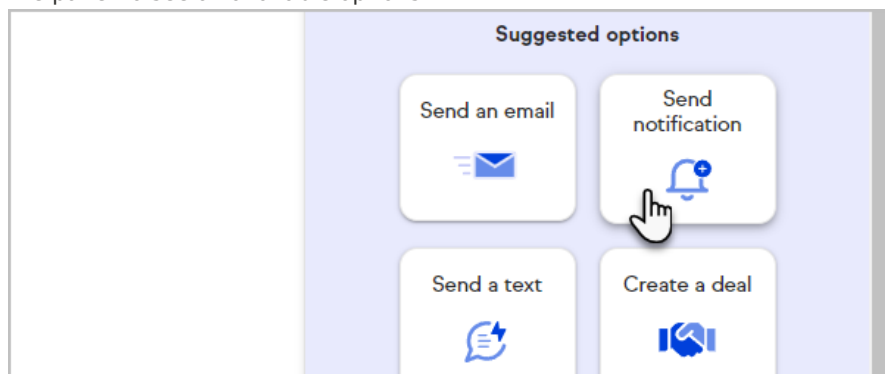 Suggested options
Send an email
Send
notification
Send a text
Create a deal